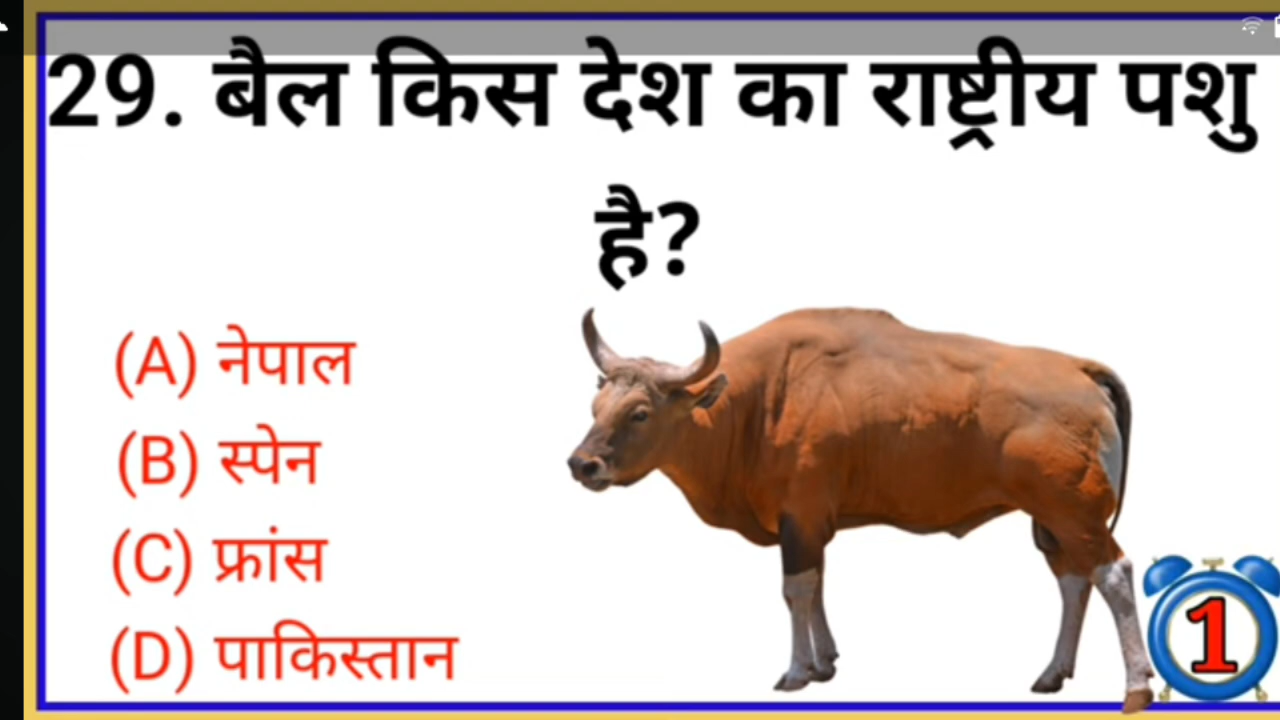 29. बैल किस देश का राष्ट्रीय पशु
है?
(A) नेपाल
(B) स्पेन
(C) फ्रांस
(D) पाकिस्तान
1